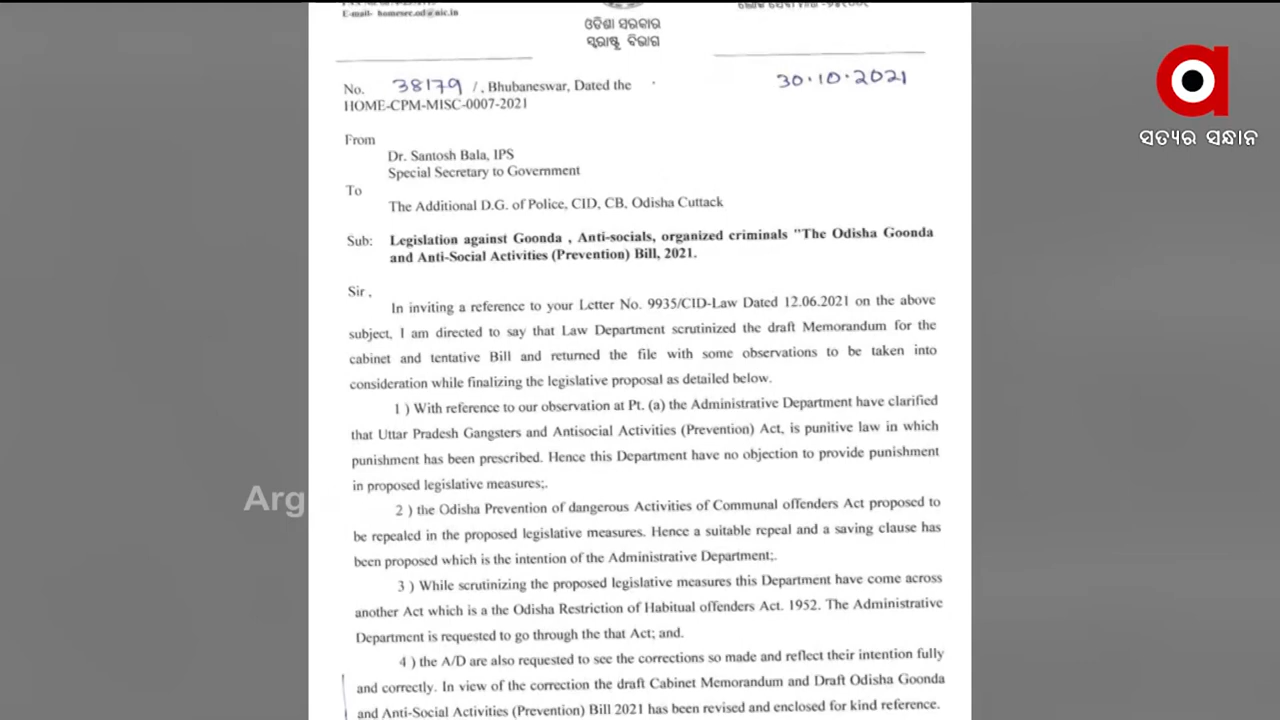 E-mail- homesec.od@nic.in
ଓଡିଶା ସରକାର
ସ୍ୱରାଷ୍ଟ୍ର ବିଭାଗ
No. 38179 /, Bhubaneswar, Dated the 30.10.2021
HOME-CPM-MISC-0007-2021
From
Dr. Santosh Bala, IPS
Special Secretary to Government
To
The Additional D.G. of Police, CID, CB, Odisha Cuttack
Sub: Legislation against Goonda , Anti-socials, organized criminals "The Odisha Goonda
and Anti-Social Activities (Prevention) Bill, 2021.
Sir ,
In inviting a reference to your Letter No. 9935/CID-Law Dated 12.06.2021 on the above
subject, I am directed to say that Law Department scrutinized the draft Memorandum for the
cabinet and tentative Bill and returned the file with some observations to be taken into
consideration while finalizing the legislative proposal as detailed below.
1 ) With reference to our observation at Pt. (a) the Administrative Department have clarified
that Uttar Pradesh Gangsters and Antisocial Activities (Prevention) Act, is punitive law in which
punishment has been prescribed. Hence this Department have no objection to provide punishment
in proposed legislative measures;.
2 ) the Odisha Prevention of dangerous Activities of Communal offenders Act proposed to
be repealed in the proposed legislative measures. Hence a suitable repeal and a saving clause has
been proposed which is the intention of the Administrative Department;.
3 ) While scrutinizing the proposed legislative measures this Department have come across
another Act which is a the Odisha Restriction of Habitual offenders Act. 1952. The Administrative
Department is requested to go through the that Act; and.
4 ) the A/D are also requested to see the corrections so made and reflect their intention fully
and correctly. In view of the correction the draft Cabinet Memorandum and Draft Odisha Goonda
and Anti-Social Activities (Prevention) Bill 2021 has been revised and enclosed for kind reference.
Arg
ସତ୍ୟର ସନ୍ଧାନ